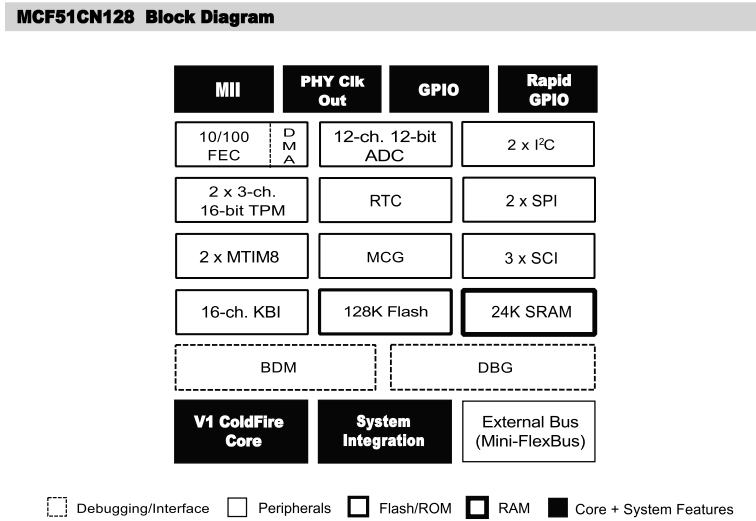 MCF51CN128 Block Diagram
MII
PHY Clk
Out
GPIO
Rapid
GPIO
10/100
FEC
D
M
A
12-ch. 12-bit
ADC
2 x I²C
2 x 3-ch.
16-bit TPM
RTC
2 x SPI
2 x MTIM8
MCG
3 x SCI
16-ch. KBI
128K Flash
24K SRAM
BDM
DBG
V1 ColdFire
Core
System
Integration
External Bus
(Mini-FlexBus)
Debugging/Interface
Peripherals
Flash/ROM
RAM
Core + System Features